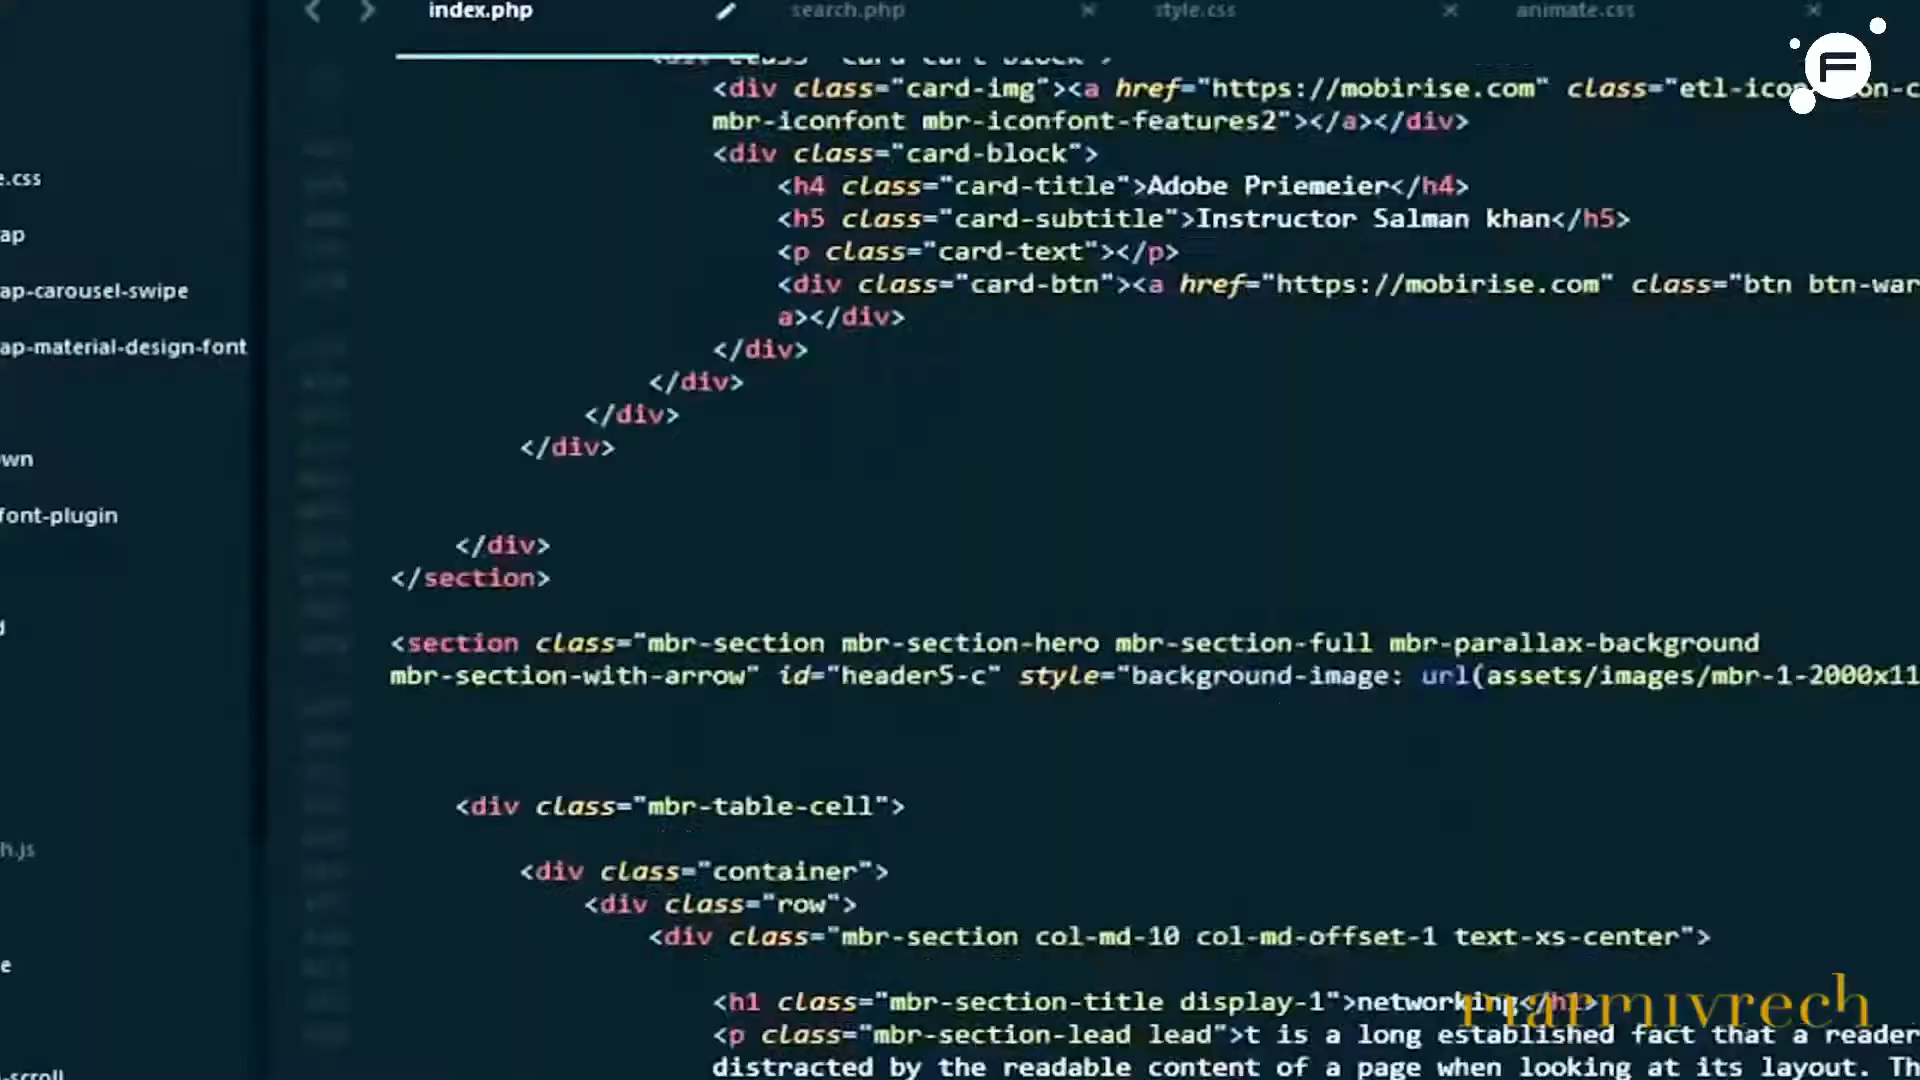 index.php search.php style.css animate.css
F
<div class="card-img"><a href="https://mobirise.com" class="etl-icon
mbr-iconfont mbr-iconfont-features2"></a></div>
<div class="card-block">
<h4 class="card-title">Adobe Priemeier</h4>
<h5 class="card-subtitle">Instructor Salman khan</h5>
<p class="card-text"></p>
<div class="card-btn"><a href="https://mobirise.com" class="btn btn-war
a></div>
</div>
</div>
</div>
</div>
</div>
</section>
<section class="mbr-section mbr-section-hero mbr-section-full mbr-parallax-background
mbr-section-with-arrow" id="header5-c" style="background-image: url(assets/images/mbr-1-2000x11
<div class="mbr-table-cell">
<div class="container">
<div class="row">
<div class="mbr-section col-md-10 col-md-offset-1 text-xs-center">
<h1 class="mbr-section-title display-1">networking</h1>
<p class="mbr-section-lead lead">t is a long established fact that a reader
distracted by the readable content of a page when looking at its layout. Th
e.css
ap
ap-carousel-swipe
ap-material-design-font
wn
font-plugin
d
h.js
e
-scroll
marmivrech